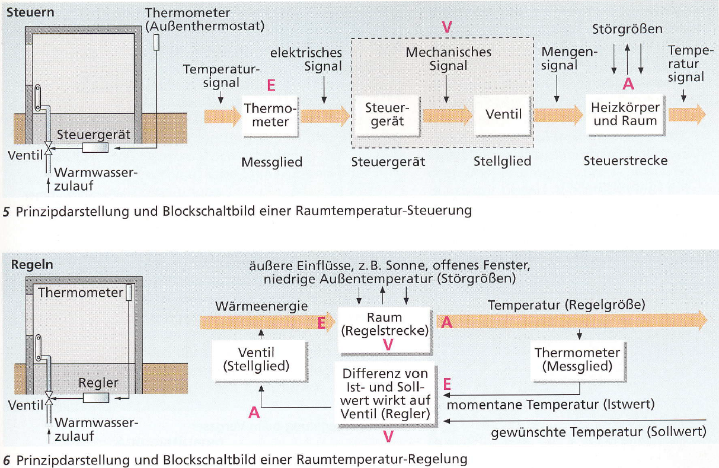 Steuern
Thermometer
(Außenthermostat)
Steuergerät
Ventil
Warmwasser-
zulauf
V
Störgrößen
elektrisches
Signal
Mechanisches
Signal
Mengen-
signal
Tempe-
ratur
signal
Temperatur-
signal
E
A
Thermo-
meter
Steuer-
gerät
Ventil
Heizkörper
und Raum
Messglied
Steuergerät
Stellglied
Steuerstrecke
5 Prinzipdarstellung und Blockschaltbild einer Raumtemperatur-Steuerung
Regeln
Thermometer
Regler
Ventil
Warmwasser-
zulauf
äußere Einflüsse, z.B. Sonne, offenes Fenster,
niedrige Außentemperatur (Störgrößen)
Wärmeenergie
Temperatur (Regelgröße)
E
Raum
(Regelstrecke)
V
A
Ventil
(Stellglied)
Thermometer
(Messglied)
Differenz von
Ist- und Soll-
wert wirkt auf
Ventil (Regler)
E
A
momentane Temperatur (Istwert)
V
gewünschte Temperatur (Sollwert)
6 Prinzipdarstellung und Blockschaltbild einer Raumtemperatur-Regelung